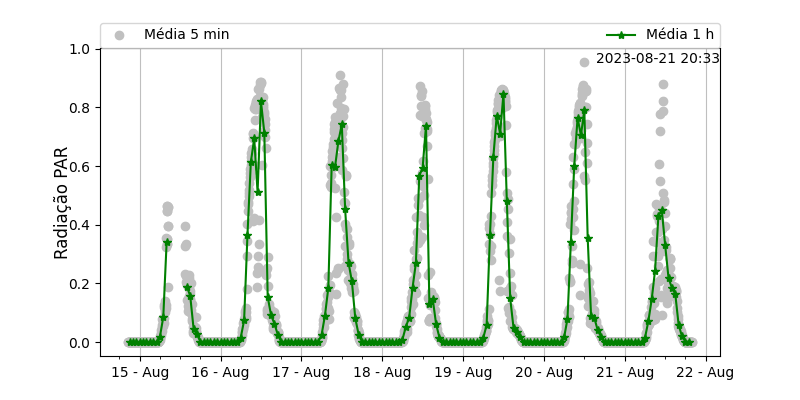 Média 5 min
Média 1 h
2023-08-21 20:33
Radiação PAR
1.0
0.8
0.6
0.4
0.2
0.0
15 - Aug
16 - Aug
17 - Aug
18 - Aug
19 - Aug
20 - Aug
21 - Aug
22 - Aug